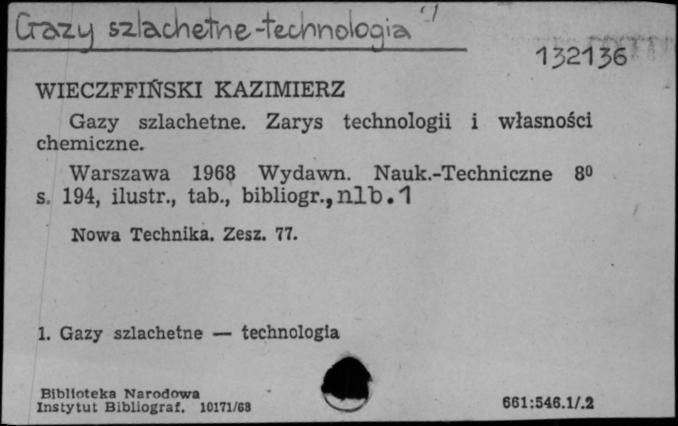 Gazy szlachetne-technologia
132136
WIECZFFIŃSKI KAZIMIERZ
Gazy szlachetne. Zarys technologii i własności
chemiczne.
Warszawa 1968 Wydawn. Nauk.-Techniczne 8⁰
s. 194, ilustr., tab., bibliogr., nlb.1
Nowa Technika. Zesz. 77.
1. Gazy szlachetne — technologia
Biblioteka Narodowa
Instytut Bibliograf. 10171/68
661:546.1/.2